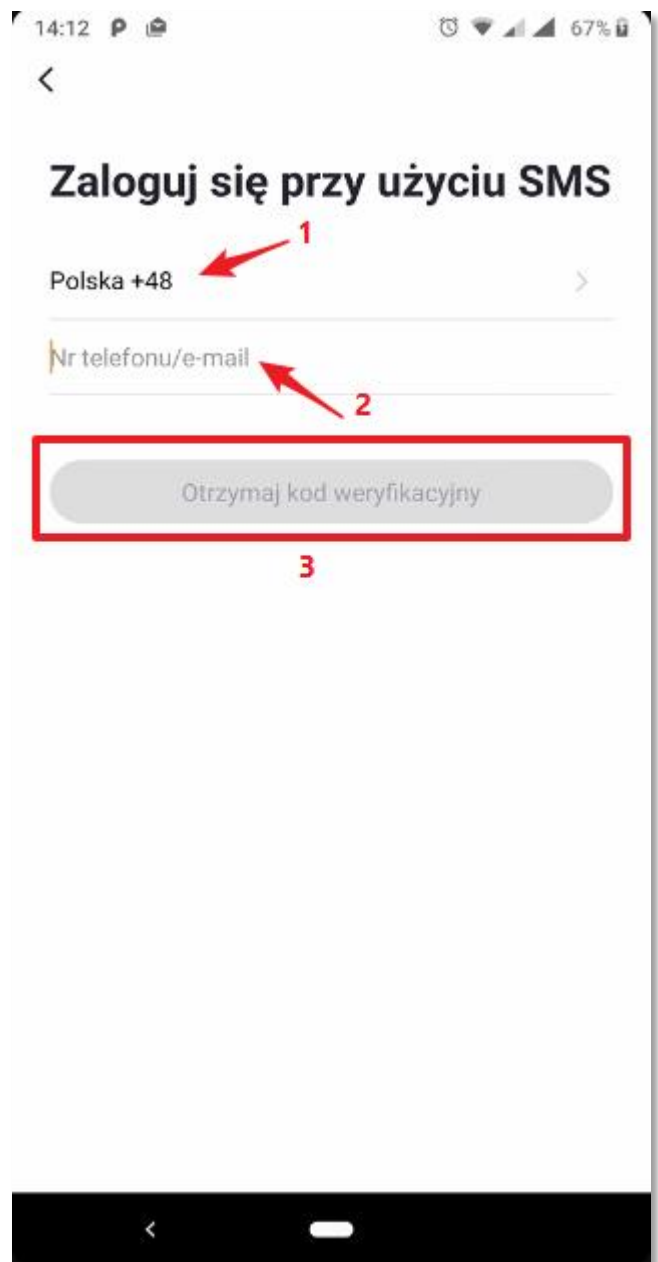 14:12 P 67%
Zaloguj się przy użyciu SMS
1
Polska +48
Nr telefonu/e-mail
2
Otrzymaj kod weryfikacyjny
3